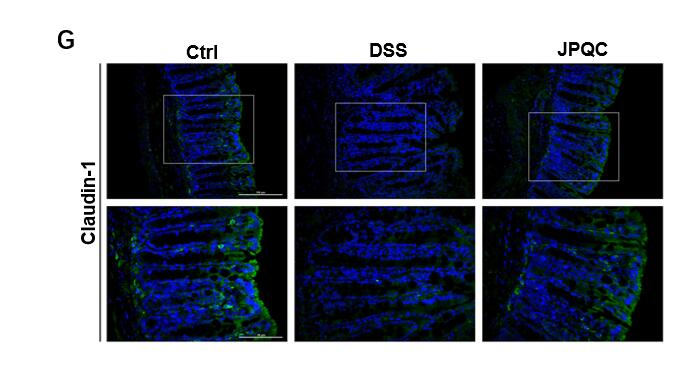 G
Ctrl
DSS
JPQC
Claudin-1